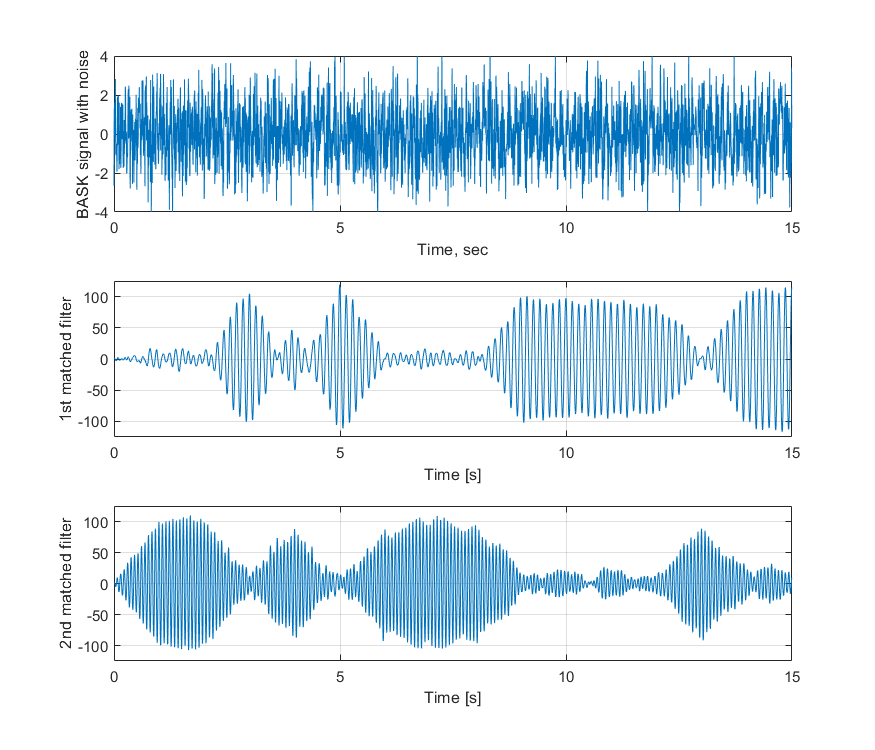 BASK signal with noise
4
2
0
-2
-4
0 5 10 15
Time, sec
1st matched filter
100
50
0
-50
-100
0 5 10 15
Time [s]
2nd matched filter
100
50
0
-50
-100
0 5 10 15
Time [s]